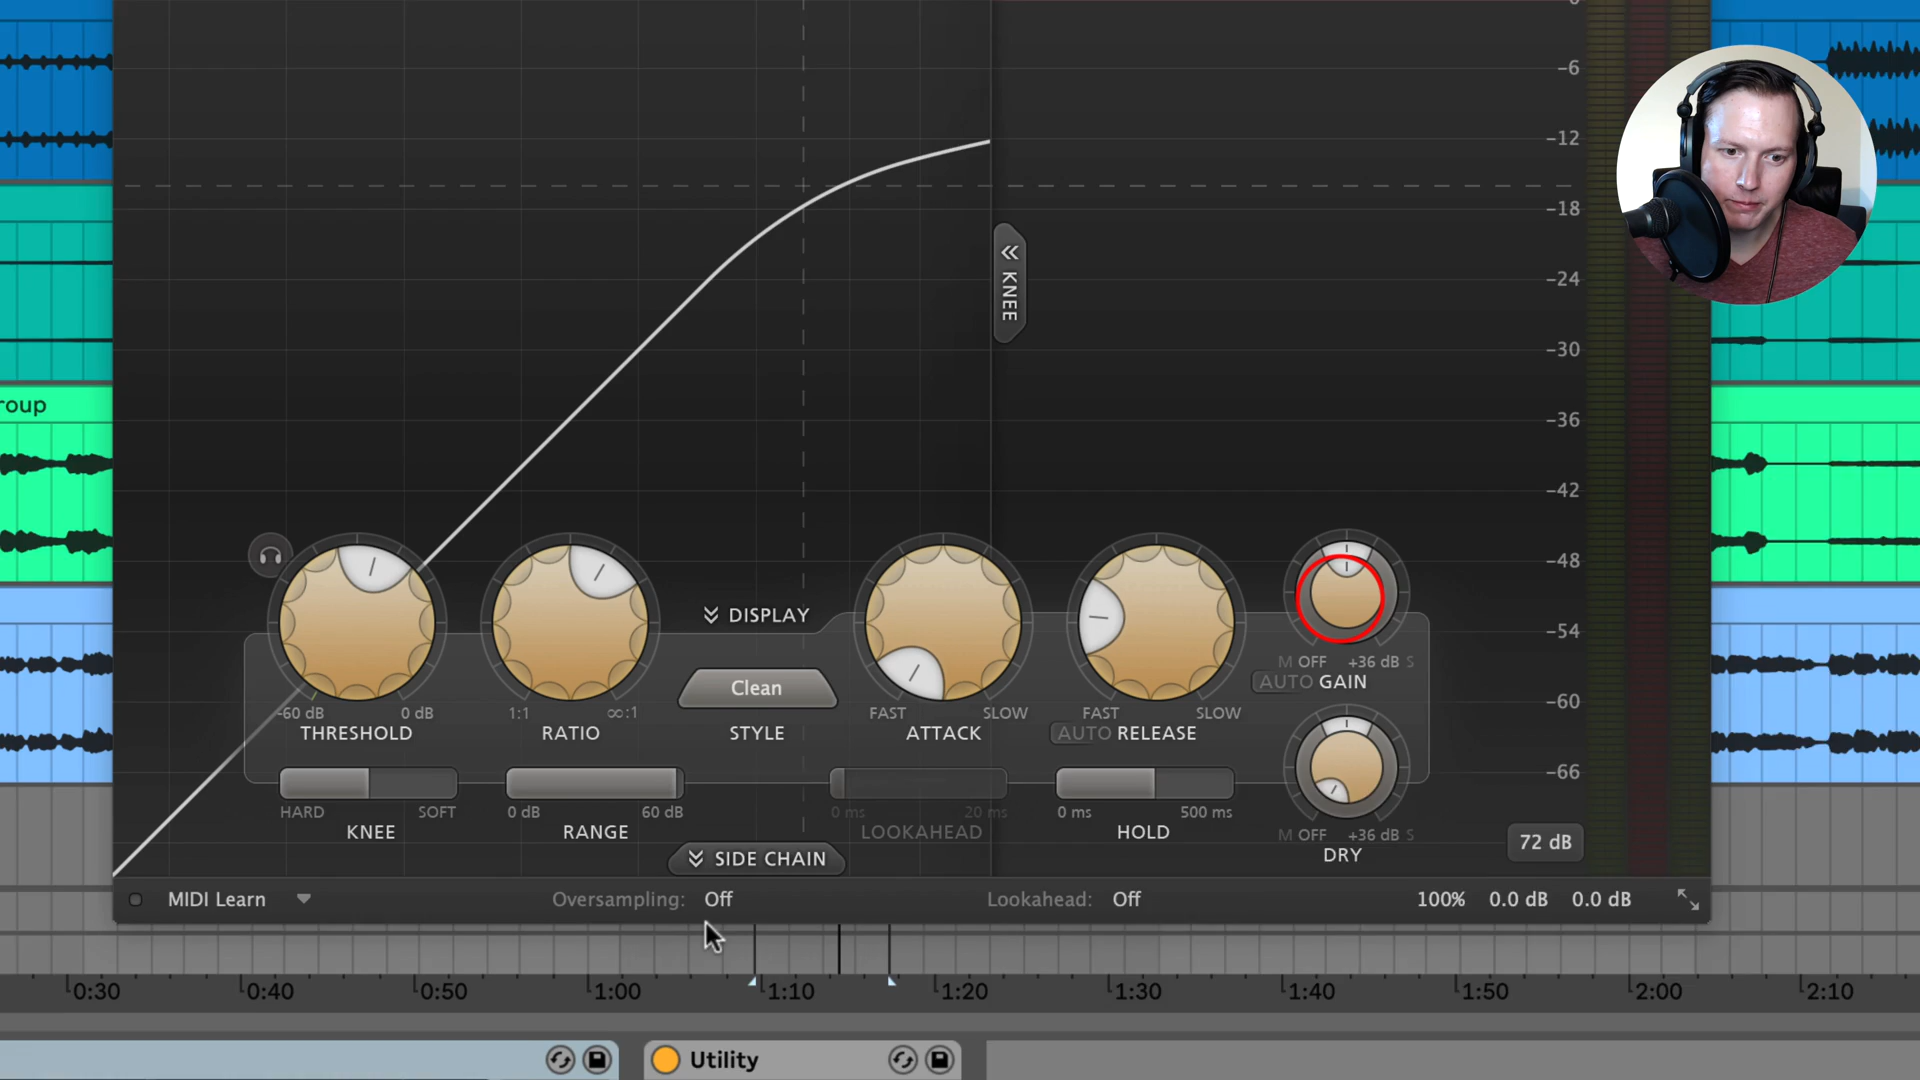 0
-6
-12
-18
-24
KNEE
-30
-36
roup
-42
-48
-54
DISPLAY
M OFF +36 dB S
AUTO GAIN
Clean
-60
-60 dB 0 dB
THRESHOLD
1:1 ∞:1
RATIO
STYLE
FAST SLOW
ATTACK
FAST SLOW
AUTO RELEASE
-66
HARD SOFT
KNEE
0 dB 60 dB
RANGE
0 ms 20 ms
LOOKAHEAD
0 ms 500 ms
HOLD
M OFF +36 dB S
DRY
72 dB
SIDE CHAIN
MIDI Learn
Oversampling: Off
Lookahead: Off
100% 0.0 dB 0.0 dB
0:30 0:40 0:50 1:00 1:10 1:20 1:30 1:40 1:50 2:00 2:10
Utility